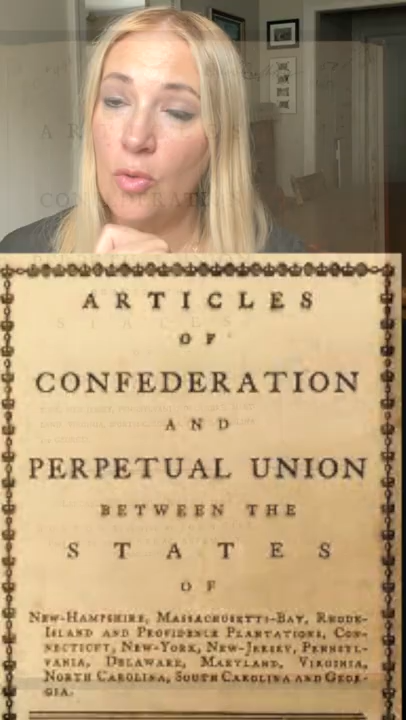 ARTICLES
OF
CONFEDERATION
AND
PERPETUAL UNION
BETWEEN THE
STATES
OF
NEW-HAMPSHIRE, MASSACHUSETTS-BAY, RHODE-
ISLAND AND PROVIDENCE PLANTATIONS, CON-
NECTICUT, NEW-YORK, NEW-JERSEY, PENNSYL-
VANIA, DELAWARE, MARYLAND, VIRGINIA,
NORTH CAROLINA, SOUTH CAROLINA AND GEOR-
GIA.